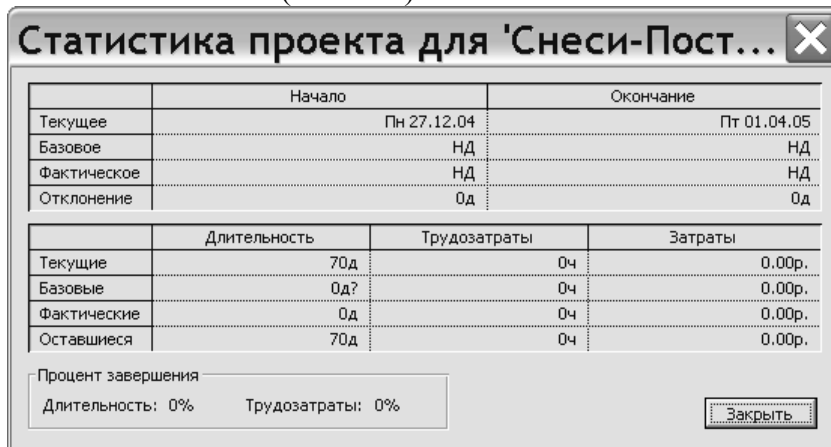 Статистика проекта для 'Снеси-Пост...
Начало Окончание
Текущее Пн 27.12.04 Пт 01.04.05
Базовое НД НД
Фактическое НД НД
Отклонение 0д 0д
Длительность Трудозатраты Затраты
Текущие 70д 0ч 0.00р.
Базовые 0д? 0ч 0.00р.
Фактические 0д 0ч 0.00р.
Оставшиеся 70д 0ч 0.00р.
Процент завершения
Длительность: 0% Трудозатраты: 0%
Закрыть